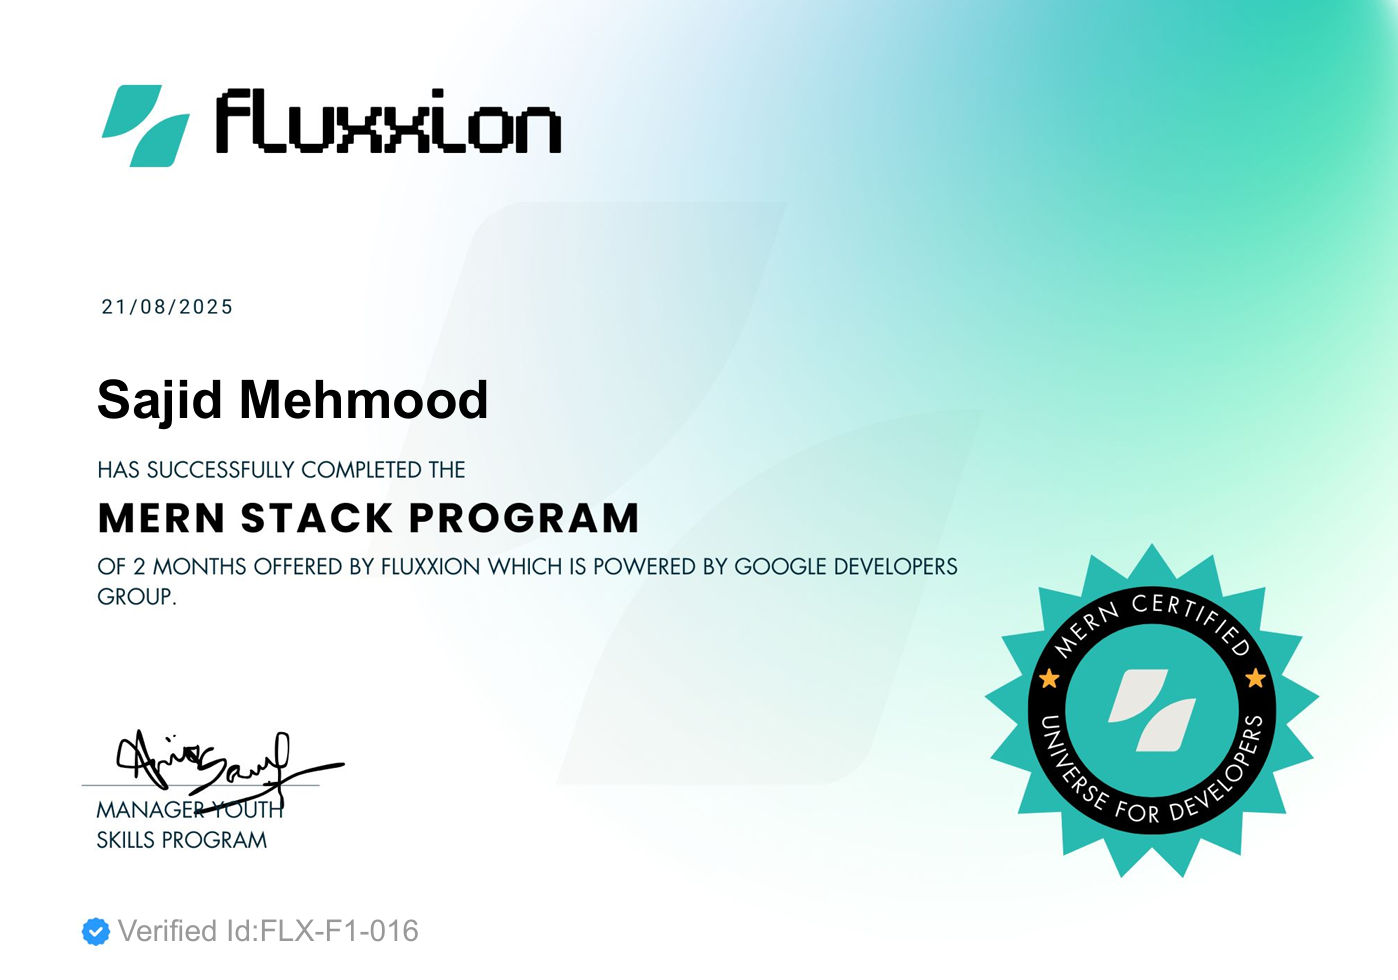 fluxxion
21/08/2025
Sajid Mehmood
HAS SUCCESSFULLY COMPLETED THE
MERN STACK PROGRAM
OF 2 MONTHS OFFERED BY FLUXXION WHICH IS POWERED BY GOOGLE DEVELOPERS
GROUP.
MERN CERTIFIED
UNIVERSE FOR DEVELOPERS
MANAGER YOUTH
SKILLS PROGRAM
Verified Id:FLX-F1-016